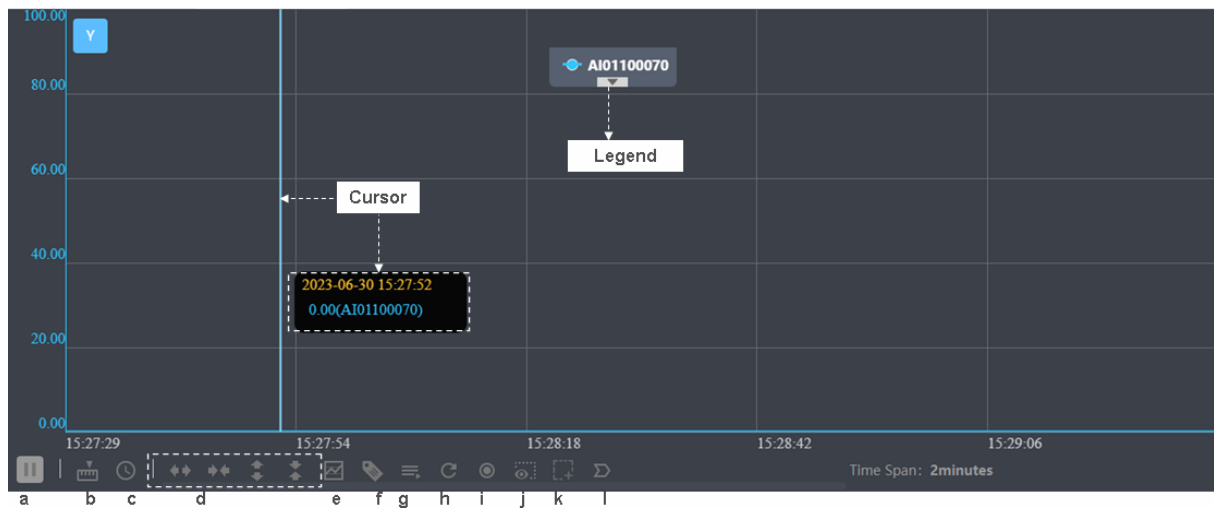 100.00
Y
AI01100070
80.00
Legend
60.00
Cursor
40.00
2023-06-30 15:27:52
0.00(AI01100070)
20.00
0.00
15:27:29 15:27:54 15:28:18 15:28:42 15:29:06
Time Span: 2minutes
a b c d e f g h i j k l